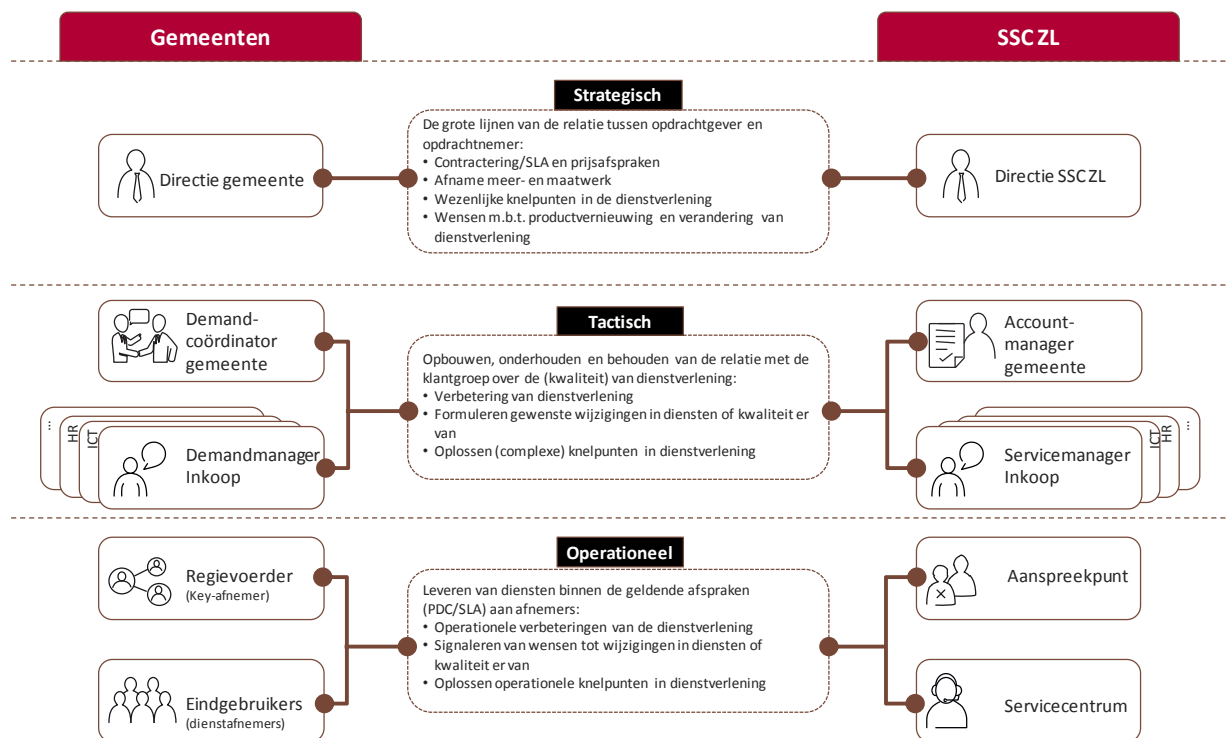 Gemeenten
SSC ZL
Strategisch
Directie gemeente
De grote lijnen van de relatie tussen opdrachtgever en
opdrachtnemer:
• Contractering/SLA en prijsafspraken
• Afname meer- en maatwerk
• Wezenlijke knelpunten in de dienstverlening
• Wensen m.b.t. productvernieuwing en verandering van
dienstverlening
Directie SSC ZL
Tactisch
Demand-
coördinator
gemeente
...
HR
ICT
Demandmanager
Inkoop
Opbouwen, onderhouden en behouden van de relatie met de
klantgroep over de (kwaliteit) van dienstverlening:
• Verbetering van dienstverlening
• Formuleren gewenste wijzigingen in diensten of kwaliteit er
van
• Oplossen (complexe) knelpunten in dienstverlening
Account-
manager
gemeente
Servicemanager
Inkoop
ICT
HR
...
Operationeel
Regievoerder
(Key-afnemer)
Eindgebruikers
(dienstafnemers)
Leveren van diensten binnen de geldende afspraken
(PDC/SLA) aan afnemers:
• Operationele verbeteringen van de dienstverlening
• Signaleren van wensen tot wijzigingen in diensten of
kwaliteit er van
• Oplossen operationele knelpunten in dienstverlening
Aanspreekpunt
Servicecentrum